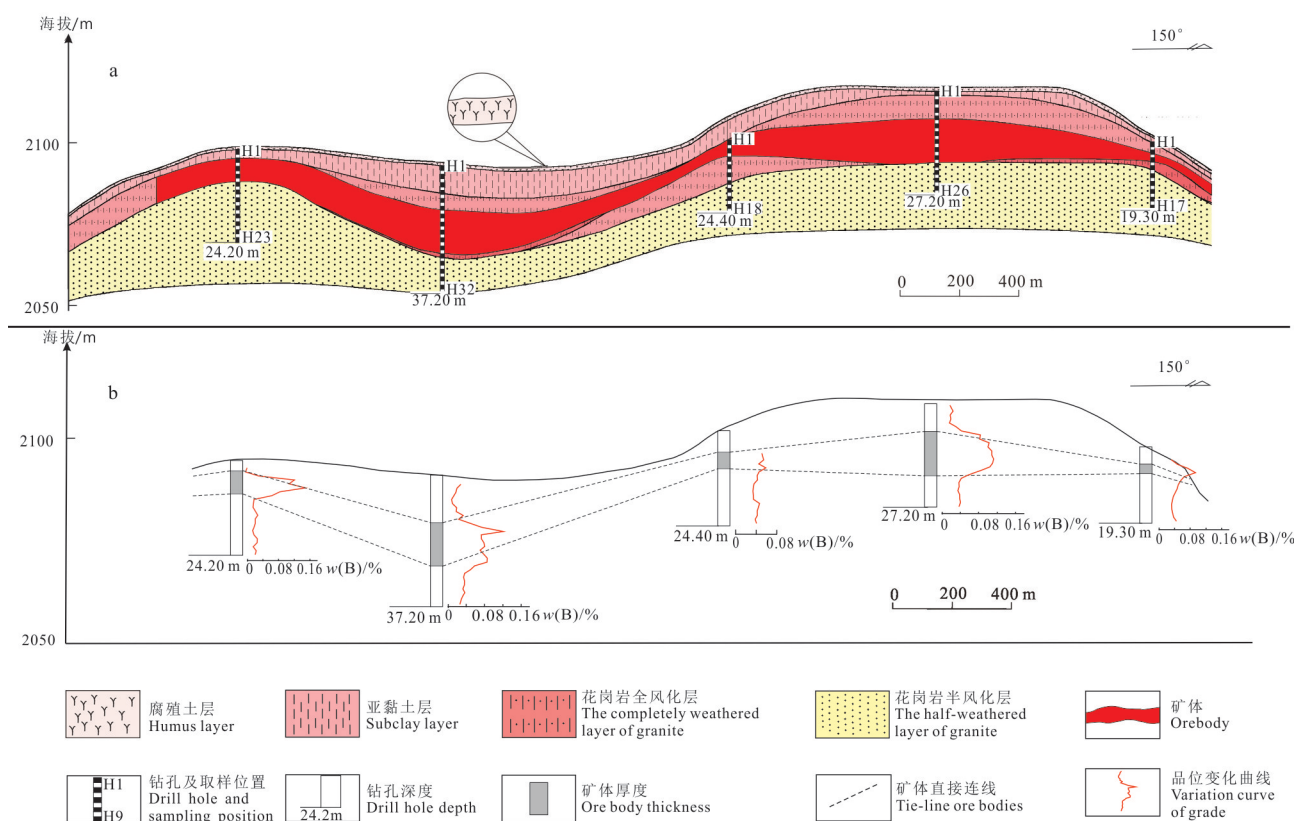 海拔/m
a
150°
2100
2050
H1
H23
24.20 m
H1
H32
37.20 m
H1
H18
24.40 m
H1
H26
27.20 m
H1
H17
19.30 m
0 200 400 m
海拔/m
b
150°
2100
2050
24.20 m
0 0.08 0.16 w(B)/%
37.20 m
0 0.08 0.16 w(B)/%
24.40 m
0 0.08 w(B)/%
27.20 m
0 0.08 0.16 w(B)/%
19.30 m
0 0.08 0.16 w(B)/%
0 200 400 m
腐殖土层
Humus layer
亚黏土层
Subclay layer
花岗岩全风化层
The completely weathered
layer of granite
花岗岩半风化层
The half-weathered
layer of granite
矿体
Orebody
H1
H9
钻孔及取样位置
Drill hole and
sampling position
24.2m
钻孔深度
Drill hole depth
矿体厚度
Ore body thickness
矿体直接连线
Tie-line ore bodies
品位变化曲线
Variation curve
of grade